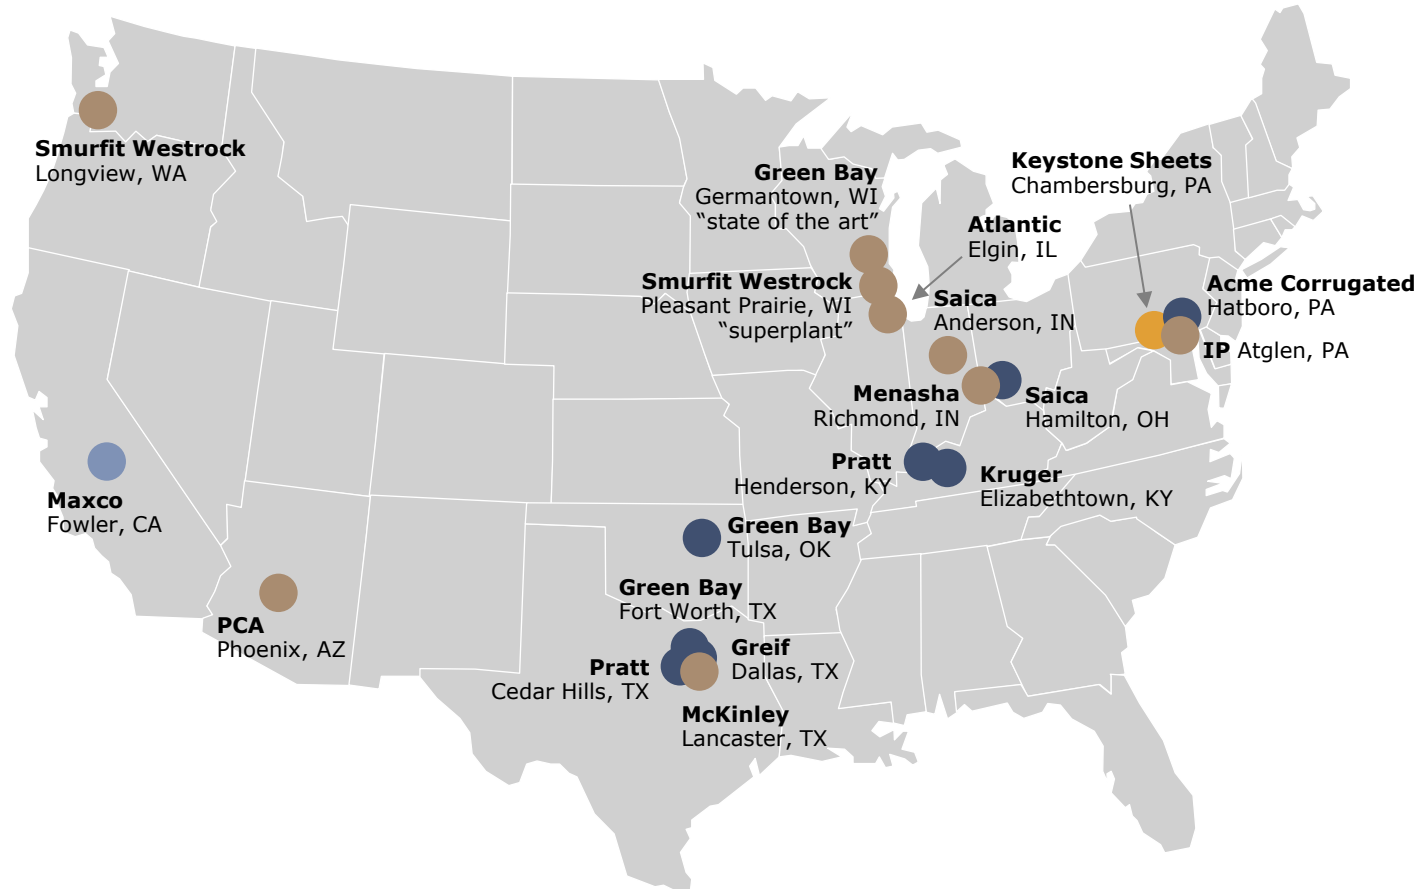 Smurfit Westrock
Longview, WA
Green Bay
Germantown, WI
“state of the art”
Keystone Sheets
Chambersburg, PA
Atlantic
Elgin, IL
Smurfit Westrock
Pleasant Prairie, WI
“superplant”
Saica
Anderson, IN
Acme Corrugated
Hatboro, PA
IP Atglen, PA
Menasha
Richmond, IN
Saica
Hamilton, OH
Pratt
Henderson, KY
Kruger
Elizabethtown, KY
Maxco
Fowler, CA
Green Bay
Tulsa, OK
Green Bay
Fort Worth, TX
PCA
Phoenix, AZ
Pratt
Cedar Hills, TX
Greif
Dallas, TX
McKinley
Lancaster, TX